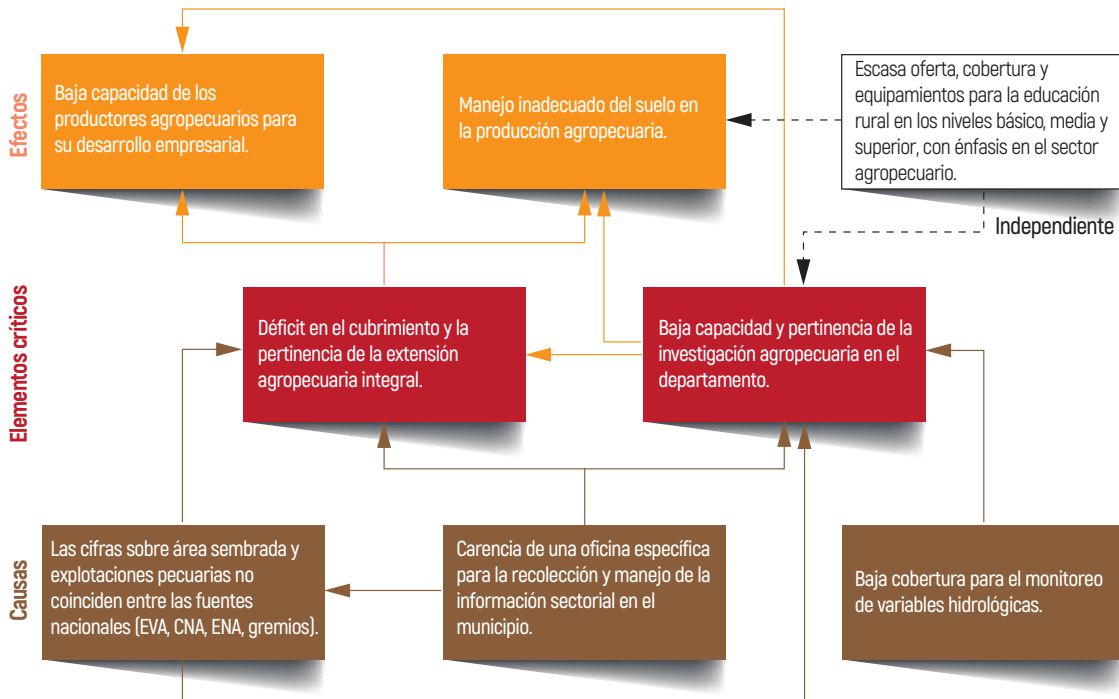 Efectos
Baja capacidad de los
productores agropecuarios para
su desarrollo empresarial.
Manejo inadecuado del suelo en
la producción agropecuaria.
Escasa oferta, cobertura y
equipamientos para la educación
rural en los niveles básico, media y
superior, con énfasis en el sector
agropecuario.
Independiente
Elementos críticos
Déficit en el cubrimiento y la
pertinencia de la extensión
agropecuaria integral.
Baja capacidad y pertinencia de la
investigación agropecuaria en el
departamento.
Causas
Las cifras sobre área sembrada y
explotaciones pecuarias no
coinciden entre las fuentes
nacionales (EVA, CNA, ENA, gremios).
Carencia de una oficina específica
para la recolección y manejo de la
información sectorial en el
municipio.
Baja cobertura para el monitoreo
de variables hidrológicas.